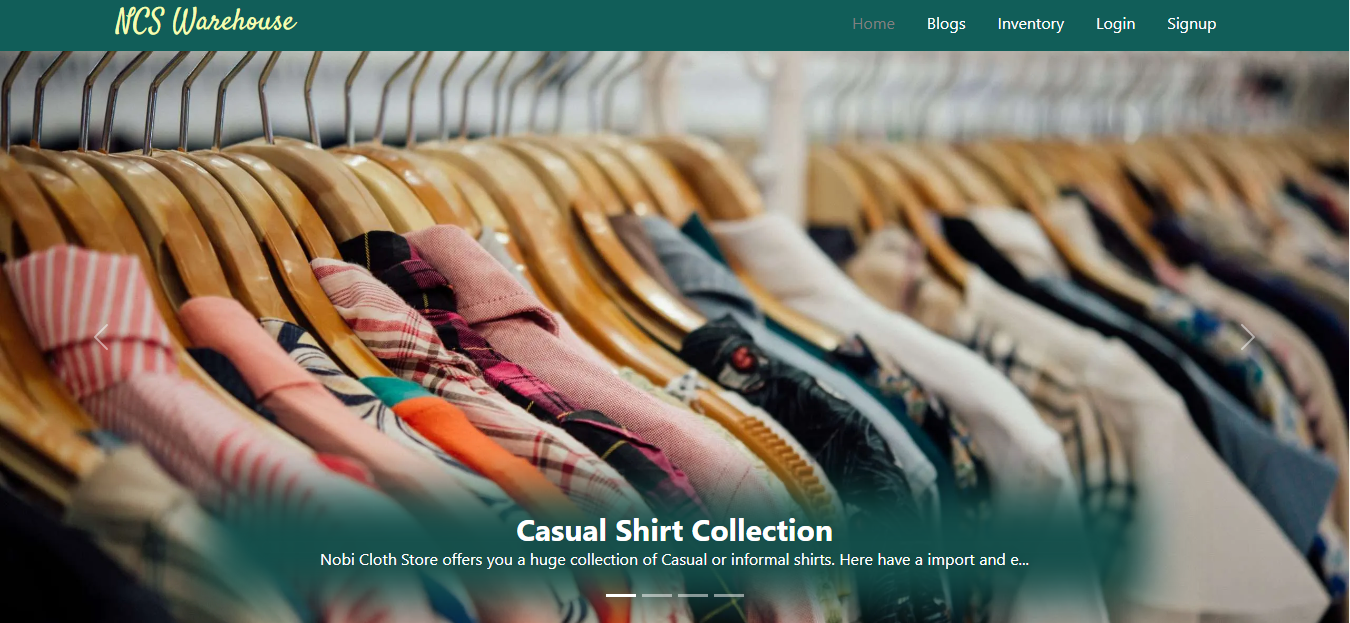 NCS Warehouse
Home Blogs Inventory Login Signup
Casual Shirt Collection
Nobi Cloth Store offers you a huge collection of Casual or informal shirts. Here have a import and e...